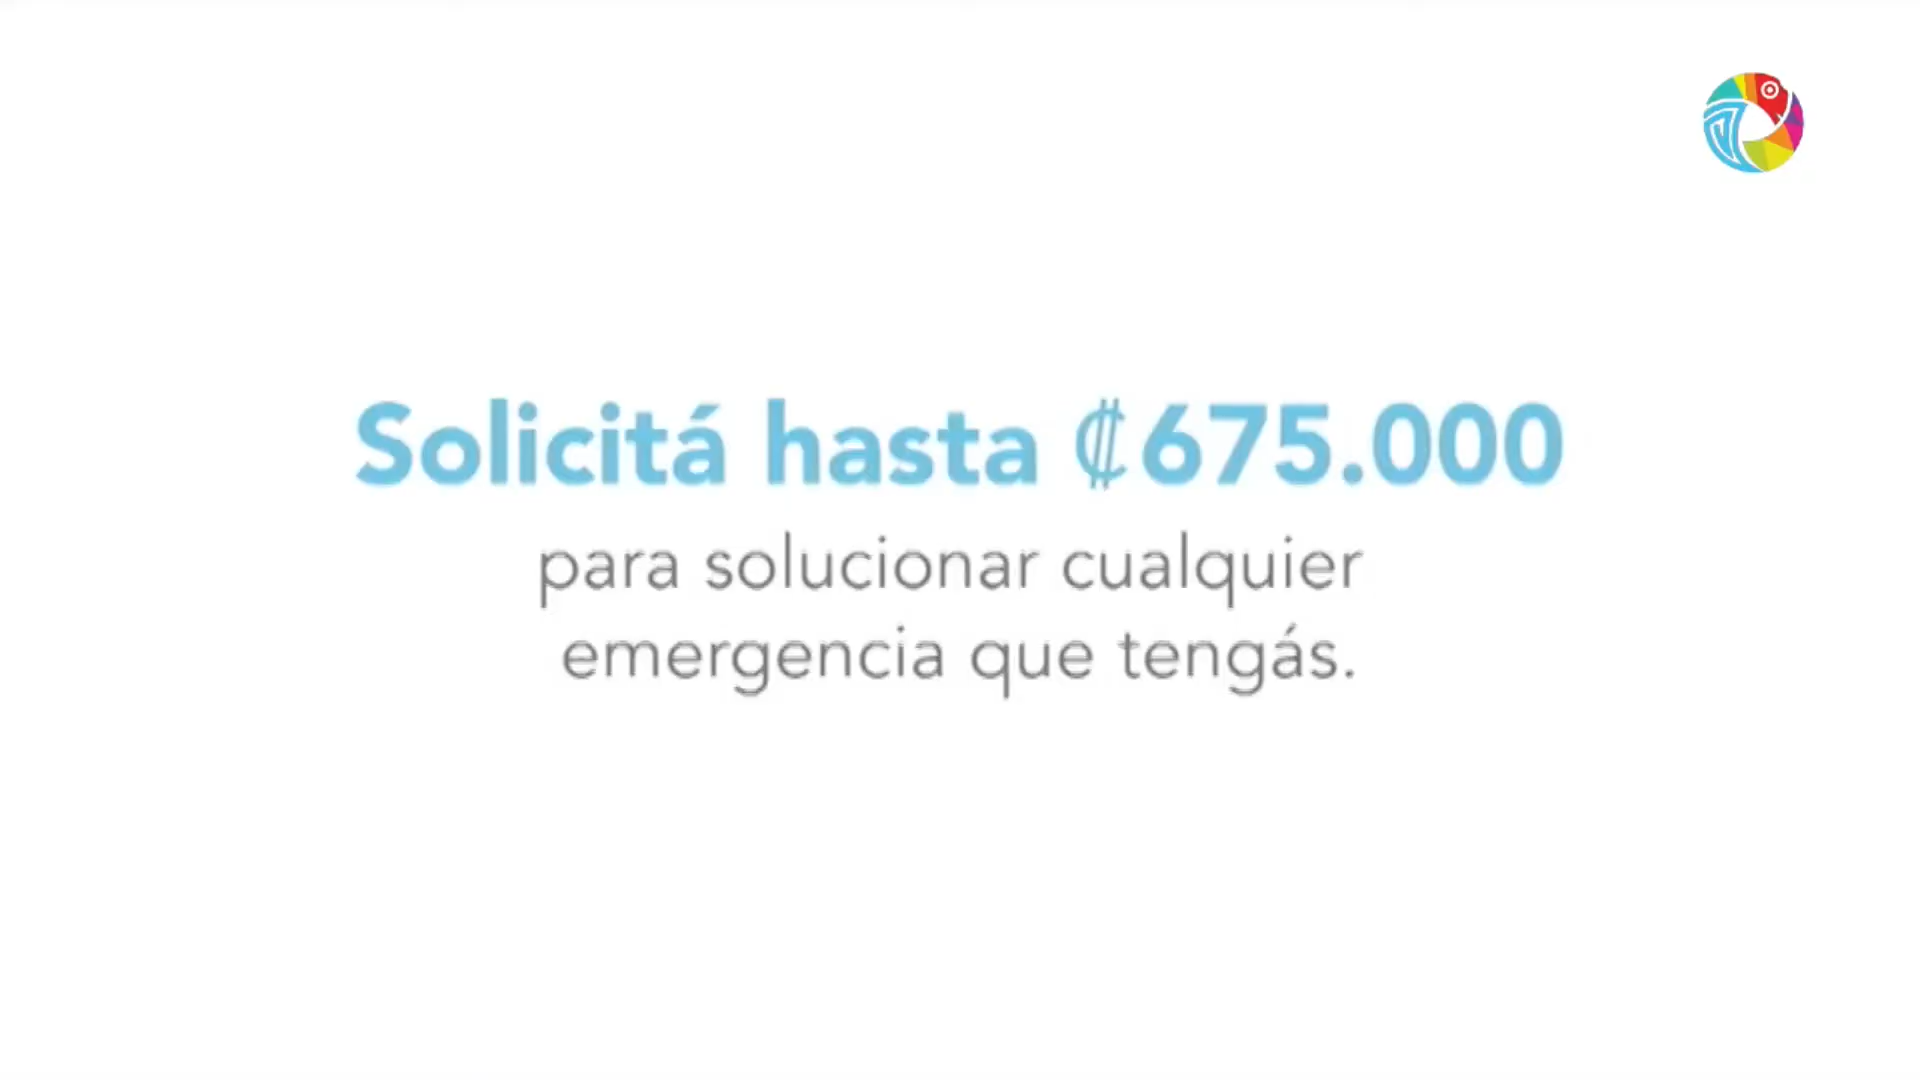 Solicitá hasta ₡675.000
para solucionar cualquier
emergencia que tengás.